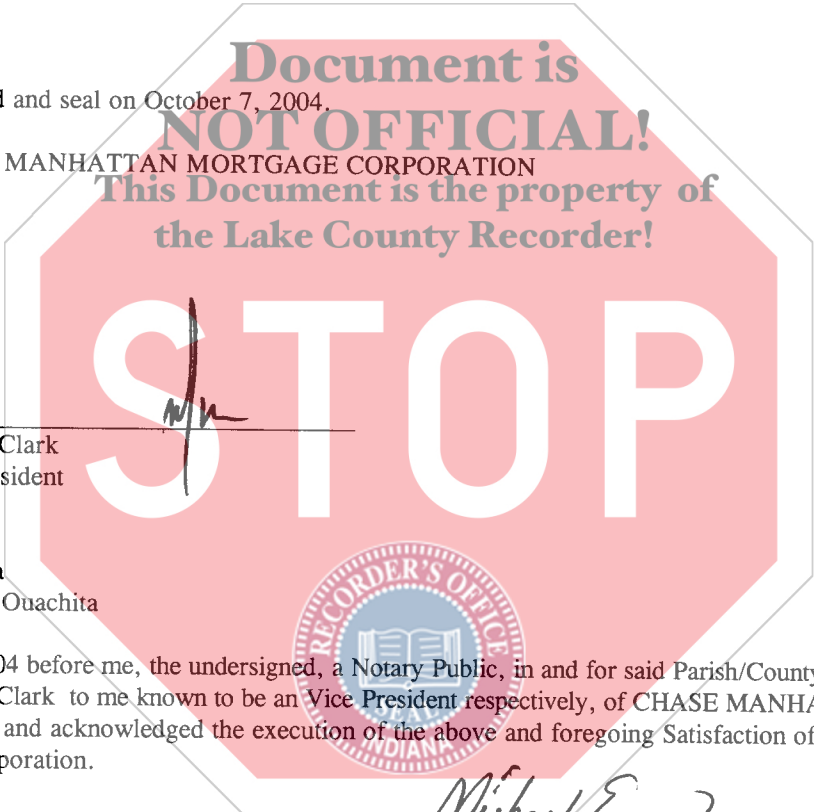 Document is
and seal on October 7, 2004.
NOT OFFICIAL!
MANHATTAN MORTGAGE CORPORATION
This Document is the property of
the Lake County Recorder!
STOP
Clark
sident
Ouachita
RECORDER'S OFFICE
04 before me, the undersigned, a Notary Public, in and for said Parish/County
Clark to me known to be an Vice President respectively, of CHASE MANHA
SEAL
and acknowledged the execution of the above and foregoing Satisfaction of
INDIANA
poration.
Michael E